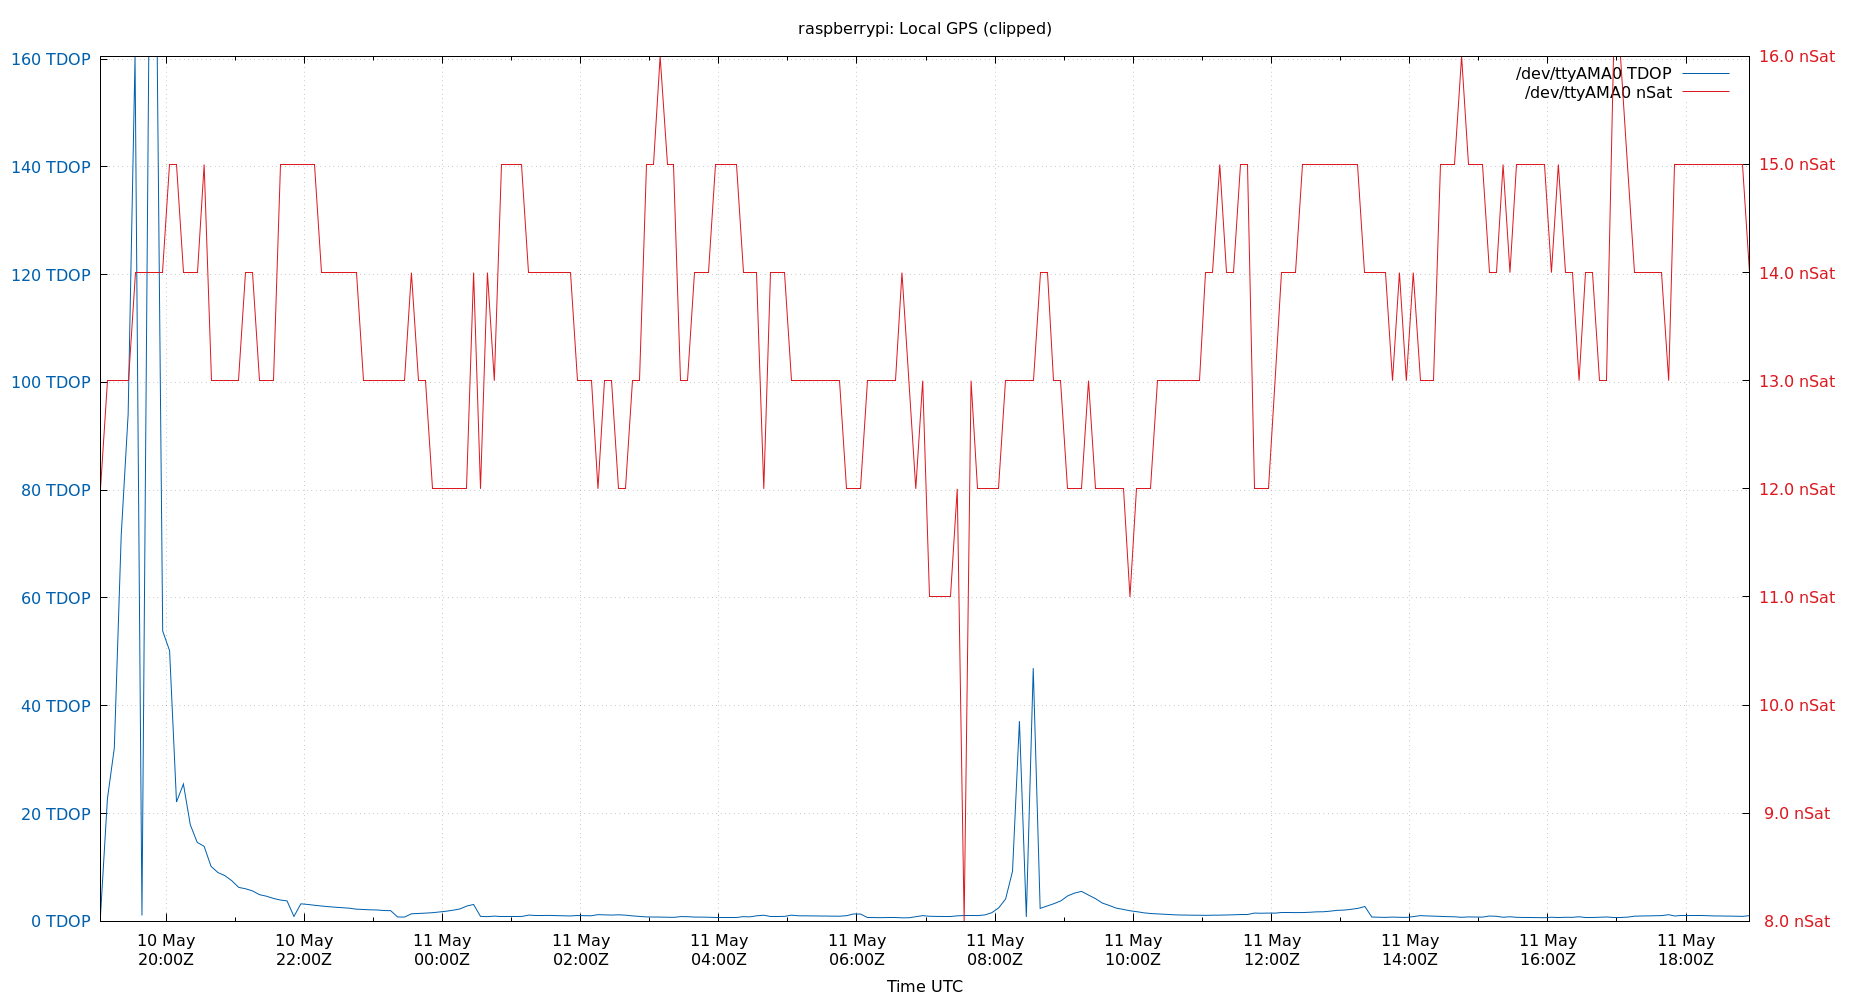 raspberrypi: Local GPS (clipped)
160 TDOP
140 TDOP
120 TDOP
100 TDOP
80 TDOP
60 TDOP
40 TDOP
20 TDOP
0 TDOP
/dev/ttyAMA0 TDOP
/dev/ttyAMA0 nSat
16.0 nSat
15.0 nSat
14.0 nSat
13.0 nSat
12.0 nSat
11.0 nSat
10.0 nSat
9.0 nSat
8.0 nSat
10 May
20:00Z
10 May
22:00Z
11 May
00:00Z
11 May
02:00Z
11 May
04:00Z
11 May
06:00Z
11 May
08:00Z
11 May
10:00Z
11 May
12:00Z
11 May
14:00Z
11 May
16:00Z
11 May
18:00Z
Time UTC